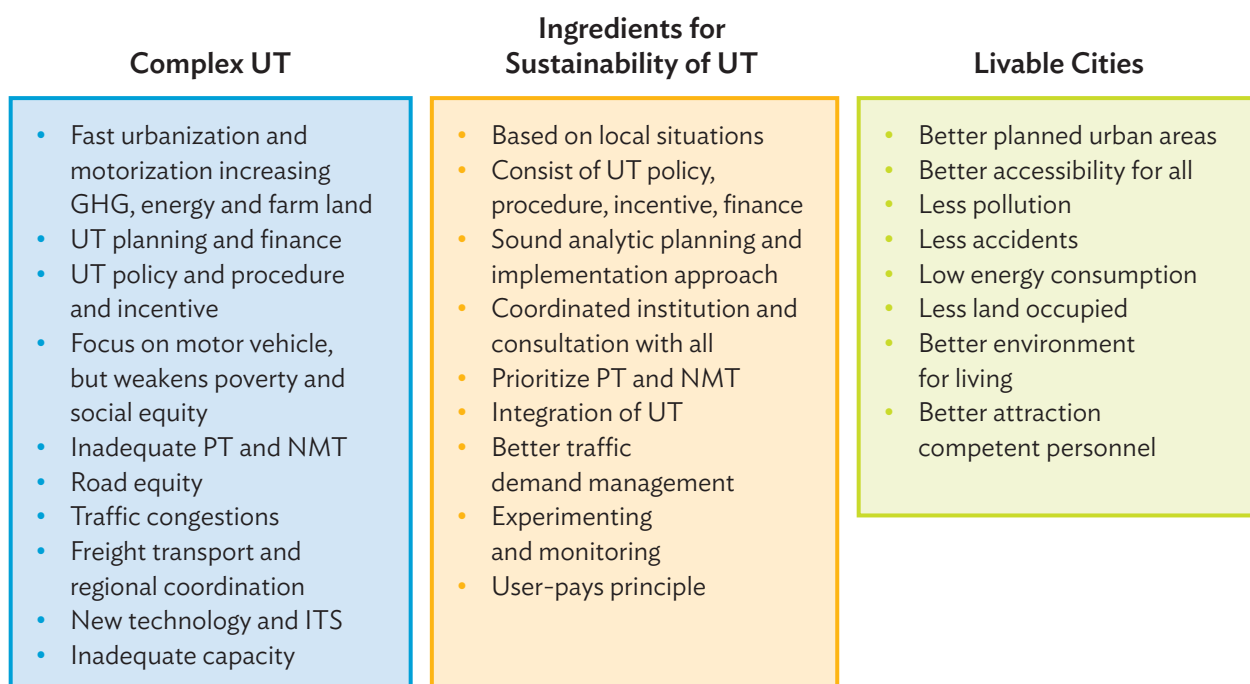 Complex UT
• Fast urbanization and
motorization increasing
GHG, energy and farm land
• UT planning and finance
• UT policy and procedure
and incentive
• Focus on motor vehicle,
but weakens poverty and
social equity
• Inadequate PT and NMT
• Road equity
• Traffic congestions
• Freight transport and
regional coordination
• New technology and ITS
• Inadequate capacity
Ingredients for
Sustainability of UT
• Based on local situations
• Consist of UT policy,
procedure, incentive, finance
• Sound analytic planning and
implementation approach
• Coordinated institution and
consultation with all
• Prioritize PT and NMT
• Integration of UT
• Better traffic
demand management
• Experimenting
and monitoring
• User-pays principle
Livable Cities
• Better planned urban areas
• Better accessibility for all
• Less pollution
• Less accidents
• Low energy consumption
• Less land occupied
• Better environment
for living
• Better attraction
competent personnel